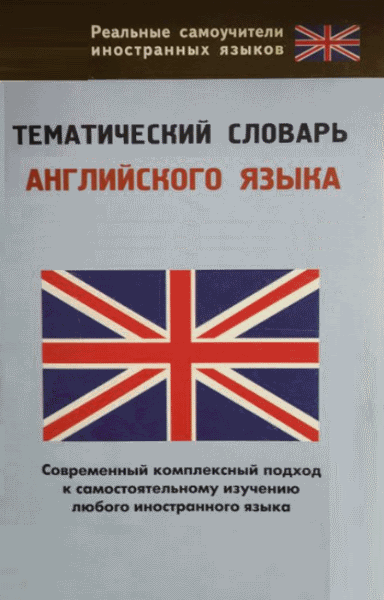 Реальные самоучители
иностранных языков
ТЕМАТИЧЕСКИЙ СЛОВАРЬ
АНГЛИЙСКОГО ЯЗЫКА
Современный комплексный подход
к самостоятельному изучению
любого иностранного языка